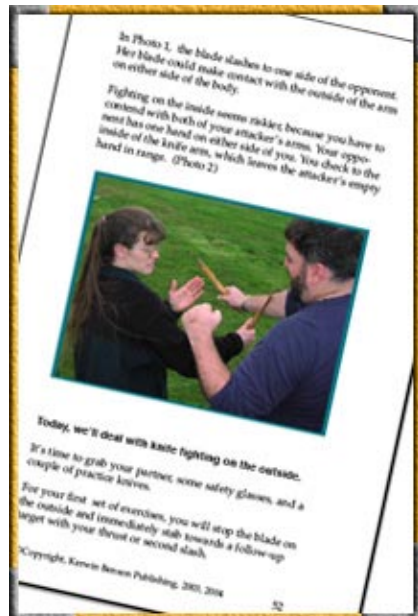 In Photo 1, the blade slashes to one side of the opponent.
Her blade could make contact with the outside of the arm
on either side of the body.
Fighting on the inside seems riskier, because you have to
contend with both of your attacker's arms. Your oppo-
nent has one hand on either side of you. You check to the
inside of the knife arm, which leaves the attacker's empty
hand in range. (Photo 2)
Today, we'll deal with knife fighting on the outside.
It's time to grab your partner, some safety glasses, and a
couple of practice knives.
For your first set of exercises, you will stop the blade on
the outside and immediately stab towards a follow-up
target with your thrust or second slash.
©Copyright, Kerwin Benson Publishing, 2003, 2004
52